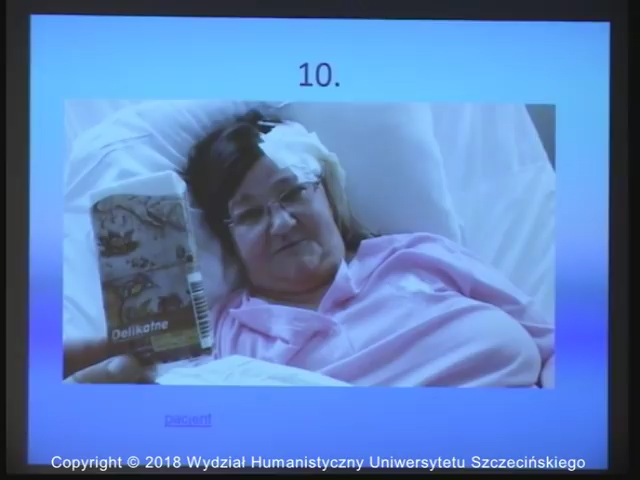 10.
Delikatne
pacjent
Copyright © 2018 Wydział Humanistyczny Uniwersytetu Szczecińskiego